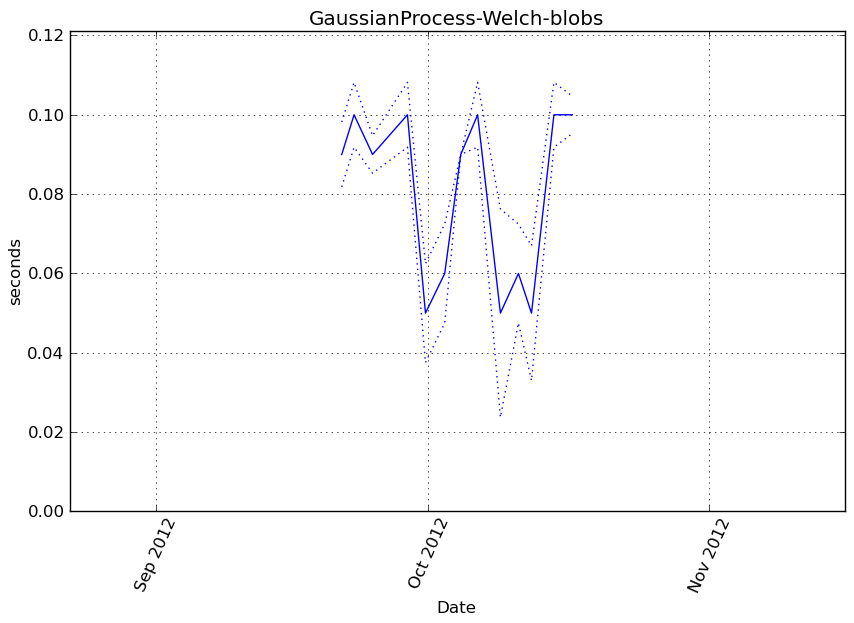 GaussianProcess-Welch-blobs
0.12
0.10
0.08
0.06
0.04
0.02
0.00
seconds
Sep 2012
Oct 2012
Nov 2012
Date